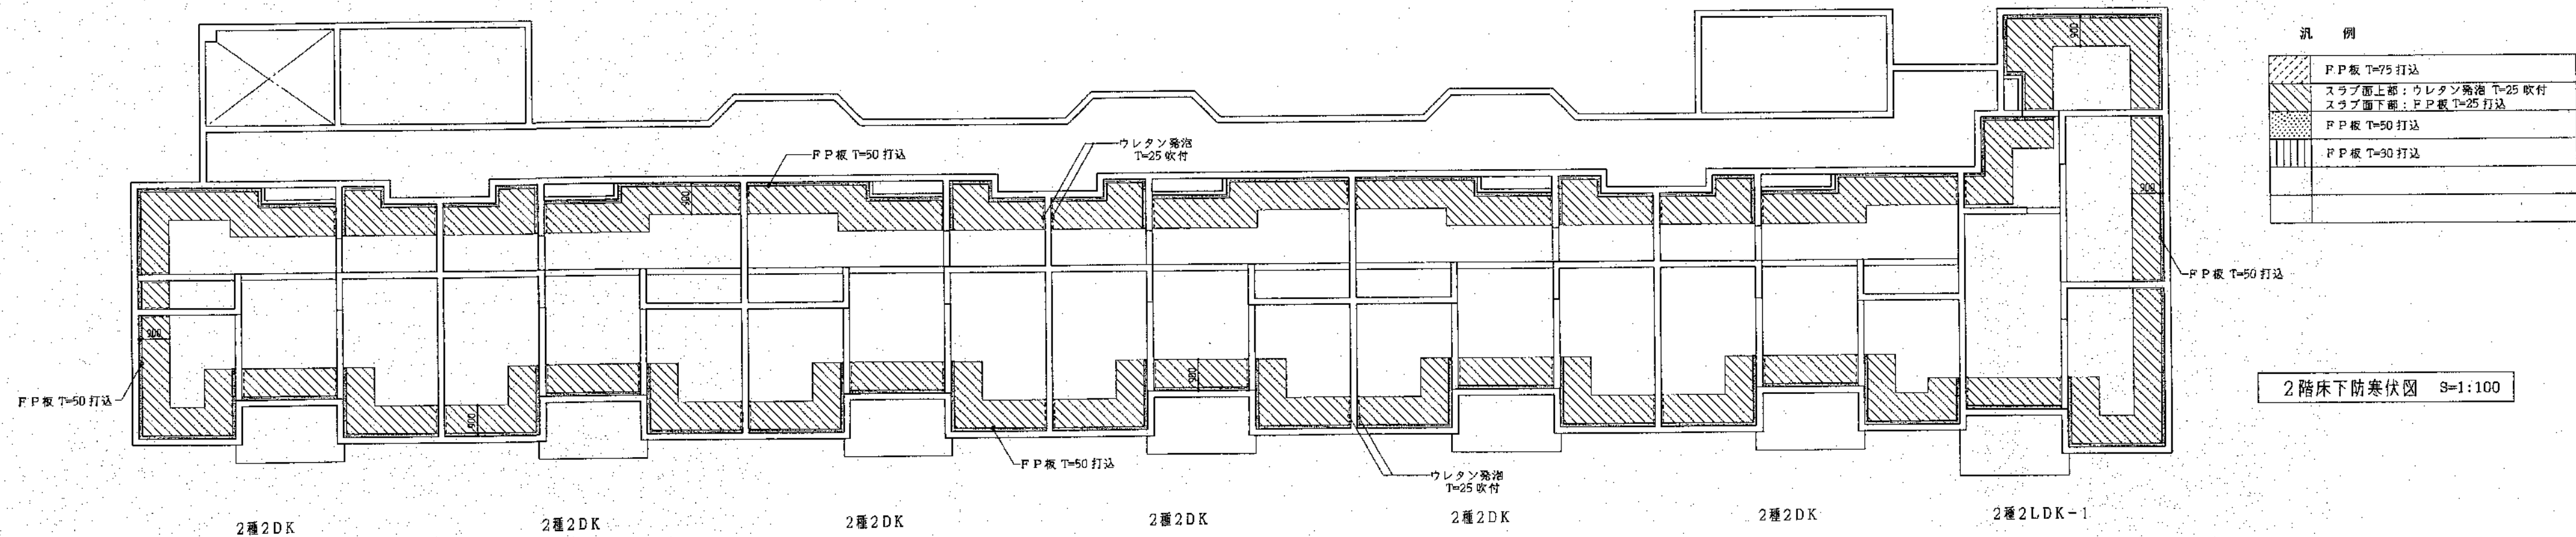 汎 例
FP板 T=75 打込
スラブ面上部：ウレタン発泡 T=25 吹付
スラブ面下部：FP板 T=25 打込
FP板 T=50 打込
FP板 T=30 打込
900
ウレタン発泡
T=25 吹付
FP板 T=50 打込
900
900
FP板 T=50 打込
900
900
FP板 T=50 打込
900
FP板 T=50 打込
ウレタン発泡
T=25 吹付
2階床下防寒伏図 S=1:100
2種2DK
2種2DK
2種2DK
2種2DK
2種2DK
2種2DK
2種2LDK-1